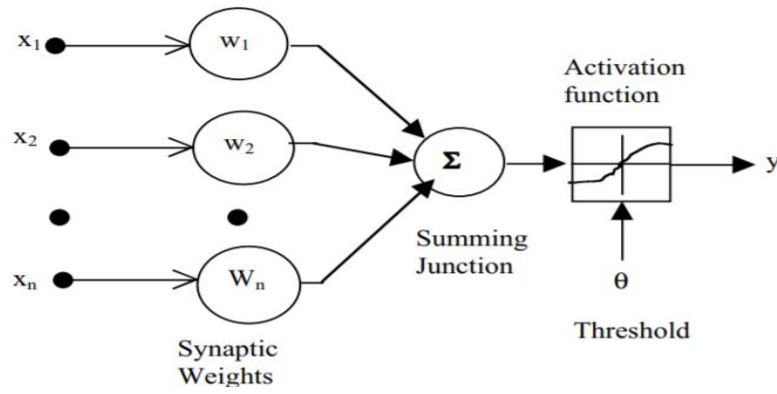 x₁
w₁
Activation
function
x₂
w₂
Σ
y
Summing
Junction
xₙ
Wₙ
θ
Threshold
Synaptic
Weights